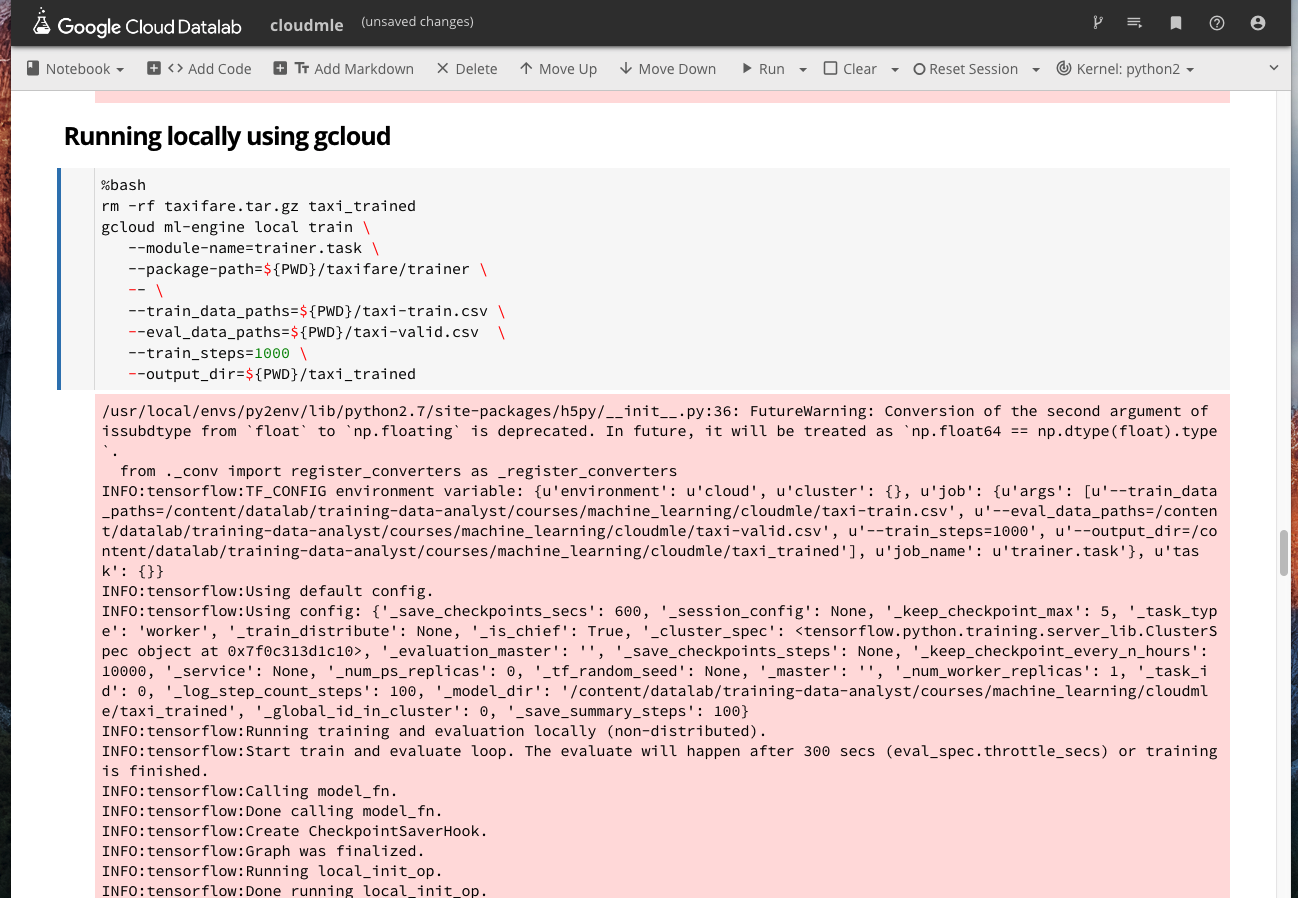 Google Cloud Datalab cloudmle (unsaved changes)
Notebook Add Code Tт Add Markdown Delete Move Up Move Down Run Clear Reset Session Kernel: python2
Running locally using gcloud
%bash
rm -rf taxifare.tar.gz taxi_trained
gcloud ml-engine local train \
   --module-name=trainer.task \
   --package-path=${PWD}/taxifare/trainer \
   -- \
   --train_data_paths=${PWD}/taxi-train.csv \
   --eval_data_paths=${PWD}/taxi-valid.csv  \
   --train_steps=1000 \
   --output_dir=${PWD}/taxi_trained
/usr/local/envs/py2env/lib/python2.7/site-packages/h5py/__init__.py:36: FutureWarning: Conversion of the second argument of
issubdtype from `float` to `np.floating` is deprecated. In future, it will be treated as `np.float64 == np.dtype(float).type
`.
  from ._conv import register_converters as _register_converters
INFO:tensorflow:TF_CONFIG environment variable: {u'environment': u'cloud', u'cluster': {}, u'job': {u'args': [u'--train_data
_paths=/content/datalab/training-data-analyst/courses/machine_learning/cloudmle/taxi-train.csv', u'--eval_data_paths=/conten
t/datalab/training-data-analyst/courses/machine_learning/cloudmle/taxi-valid.csv', u'--train_steps=1000', u'--output_dir=/co
ntent/datalab/training-data-analyst/courses/machine_learning/cloudmle/taxi_trained'], u'job_name': u'trainer.task'}, u'tas
k': {}}
INFO:tensorflow:Using default config.
INFO:tensorflow:Using config: {'_save_checkpoints_secs': 600, '_session_config': None, '_keep_checkpoint_max': 5, '_task_typ
e': 'worker', '_train_distribute': None, '_is_chief': True, '_cluster_spec': <tensorflow.python.training.server_lib.ClusterS
pec object at 0x7f0c313d1c10>, '_evaluation_master': '', '_save_checkpoints_steps': None, '_keep_checkpoint_every_n_hours':
10000, '_service': None, '_num_ps_replicas': 0, '_tf_random_seed': None, '_master': '', '_num_worker_replicas': 1, '_task_i
d': 0, '_log_step_count_steps': 100, '_model_dir': '/content/datalab/training-data-analyst/courses/machine_learning/cloudml
e/taxi_trained', '_global_id_in_cluster': 0, '_save_summary_steps': 100}
INFO:tensorflow:Running training and evaluation locally (non-distributed).
INFO:tensorflow:Start train and evaluate loop. The evaluate will happen after 300 secs (eval_spec.throttle_secs) or training
is finished.
INFO:tensorflow:Calling model_fn.
INFO:tensorflow:Done calling model_fn.
INFO:tensorflow:Create CheckpointSaverHook.
INFO:tensorflow:Graph was finalized.
INFO:tensorflow:Running local_init_op.
INFO:tensorflow:Done running local_init_op.